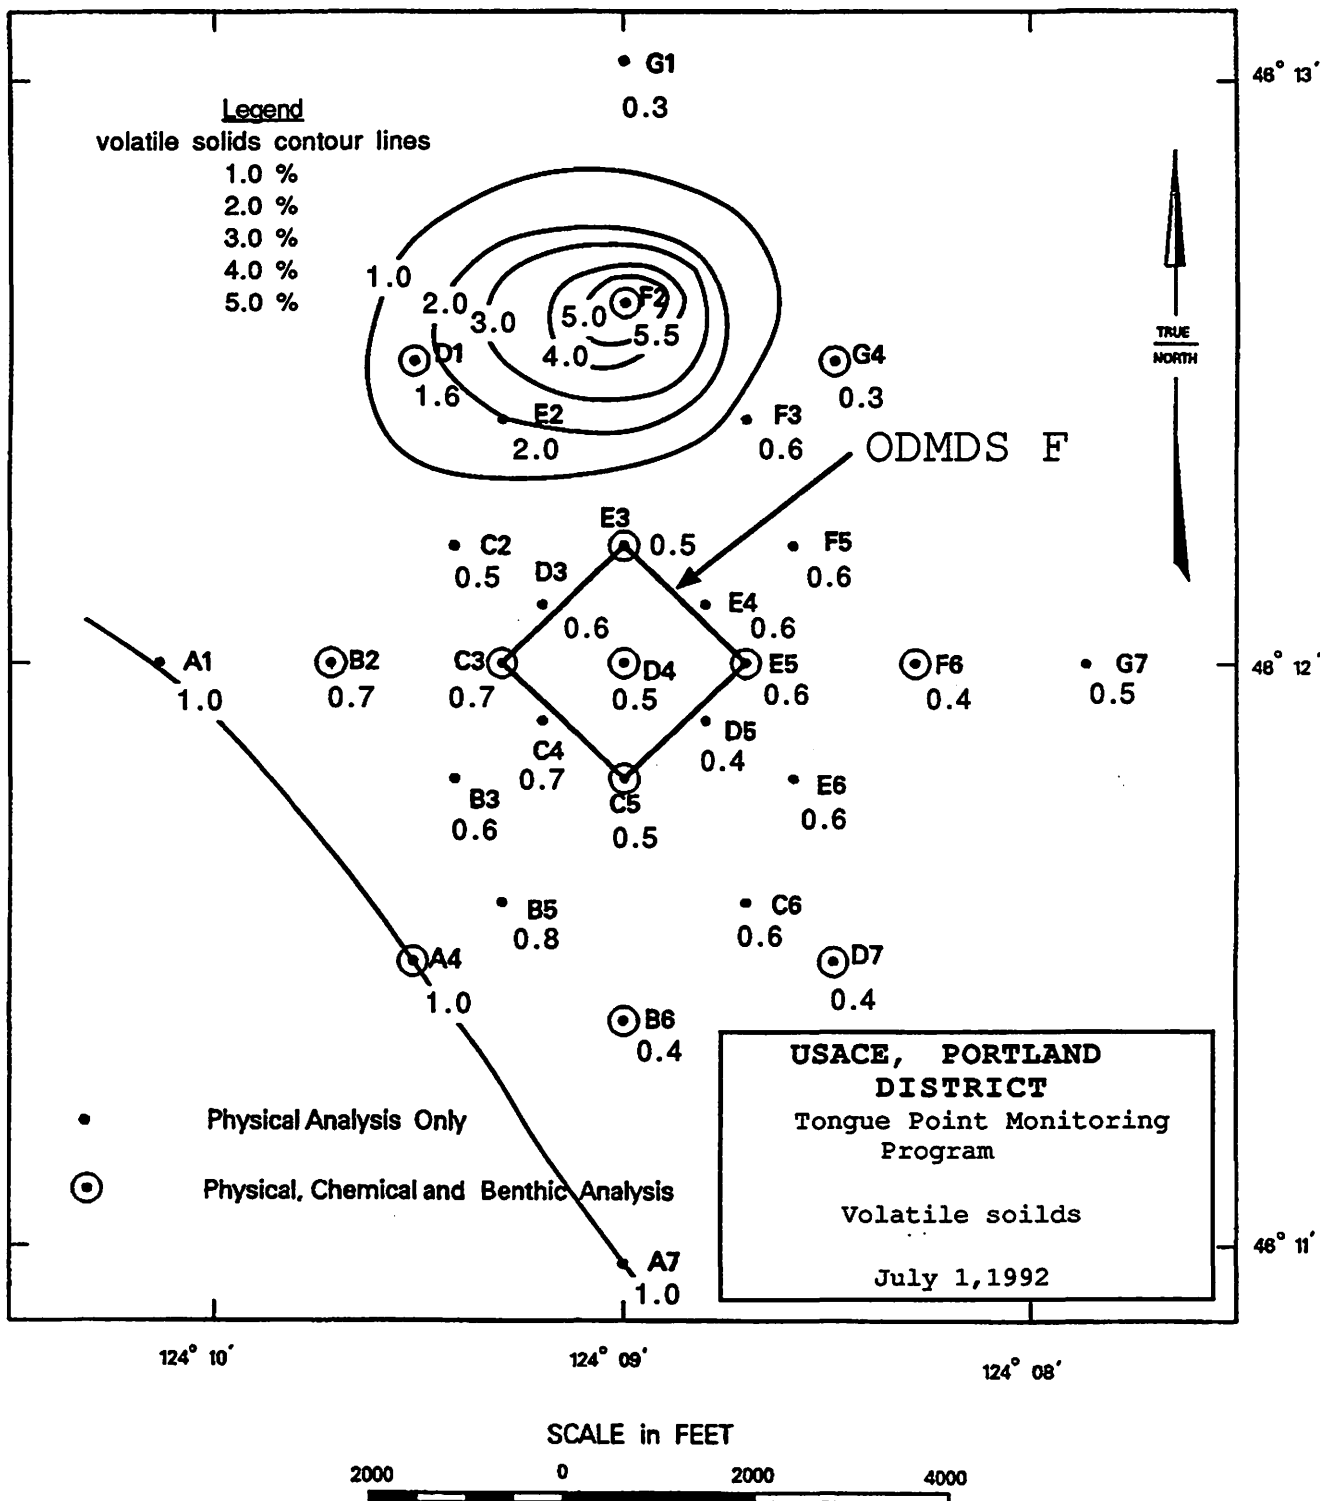 G1
0.3
46° 13′
Legend
volatile solids contour lines
1.0 %
2.0 %
3.0 %
4.0 %
5.0 %
1.0
2.0
3.0
5.0
F2
5.5
4.0
TRUE
NORTH
D1
1.6
G4
0.3
E2
2.0
F3
0.6
ODMDS F
E3
0.5
C2
0.5
F5
0.6
D3
0.6
E4
0.6
A1
1.0
B2
0.7
C3
0.7
D4
0.5
E5
0.6
F6
0.4
G7
0.5
46° 12′
C4
0.7
D5
0.4
B3
0.6
C5
0.5
E6
0.6
B5
0.8
C6
0.6
A4
1.0
D7
0.4
B6
0.4
USACE, PORTLAND
DISTRICT
Tongue Point Monitoring
Program
Volatile soilds
July 1,1992
• Physical Analysis Only
Physical, Chemical and Benthic Analysis
A7
1.0
46° 11′
124° 10′
124° 09′
124° 08′
SCALE in FEET
2000 0 2000 4000